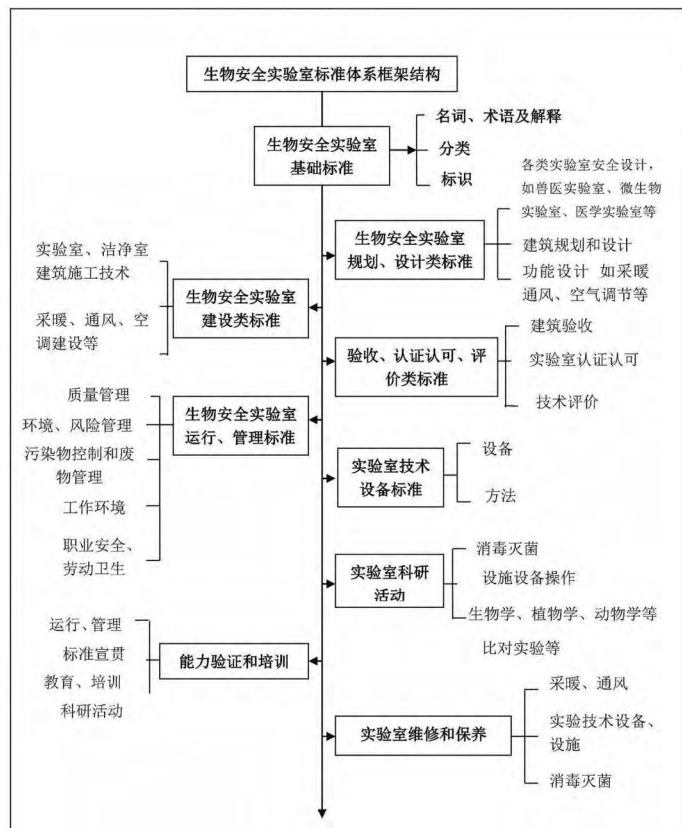 生物安全实验室标准体系框架结构
生物安全实验室
基础标准
名词、术语及解释
分类
标识
各类实验室安全设计，
如兽医实验室、微生物
实验室、医学实验室等
生物安全实验室
规划、设计类标准
建筑规划和设计
功能设计 如采暖
通风、空气调节等
实验室、洁净室
建筑施工技术
采暖、通风、空
调建设等
生物安全实验室
建设类标准
验收、认证认可、评
价类标准
建筑验收
实验室认证认可
技术评价
质量管理
环境、风险管理
污染物控制和废
物管理
工作环境
职业安全、
劳动卫生
生物安全实验室
运行、管理标准
实验室技术
设备标准
设备
方法
实验室科研
活动
消毒灭菌
设施设备操作
生物学、植物学、动物学等
比对实验等
运行、管理
标准宣贯
教育、培训
科研活动
能力验证和培训
实验室维修和保养
采暖、通风
实验技术设备、
设施
消毒灭菌